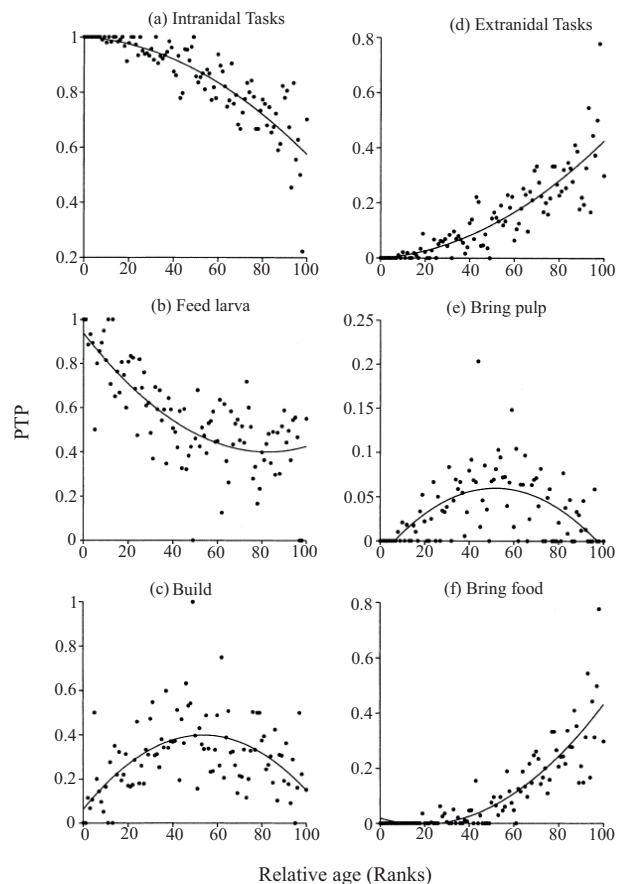 (a) Intranidal Tasks
1
0.8
0.6
0.4
0.2
0 20 40 60 80 100
(d) Extranidal Tasks
0.8
0.6
0.4
0.2
0
0 20 40 60 80 100
(b) Feed larva
1
0.8
0.6
0.4
0.2
0
0 20 40 60 80 100
(e) Bring pulp
0.25
0.2
0.15
0.1
0.05
0
0 20 40 60 80 100
PTP
(c) Build
1
0.8
0.6
0.4
0.2
0
0 20 40 60 80 100
(f) Bring food
0.8
0.6
0.4
0.2
0
0 20 40 60 80 100
Relative age (Ranks)